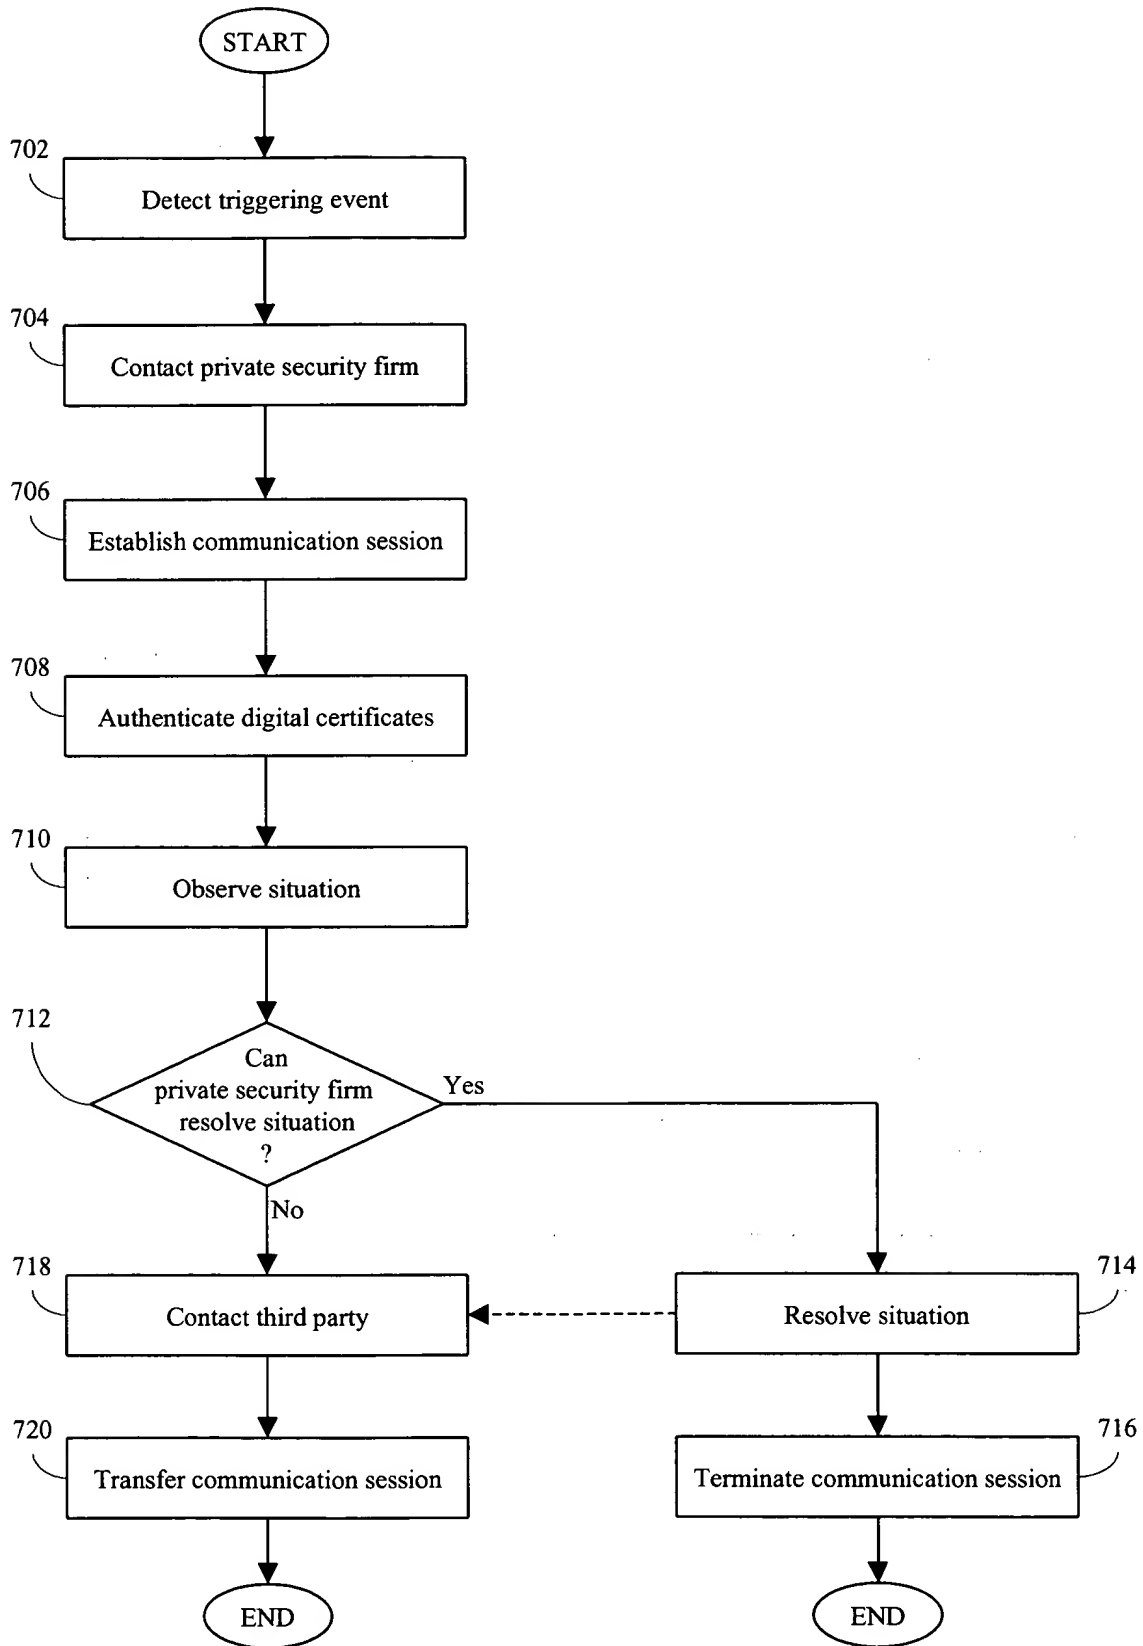 START
702
Detect triggering event
704
Contact private security firm
706
Establish communication session
708
Authenticate digital certificates
710
Observe situation
712
Can
private security firm
resolve situation
?
Yes
No
718
Contact third party
714
Resolve situation
720
Transfer communication session
716
Terminate communication session
END
END